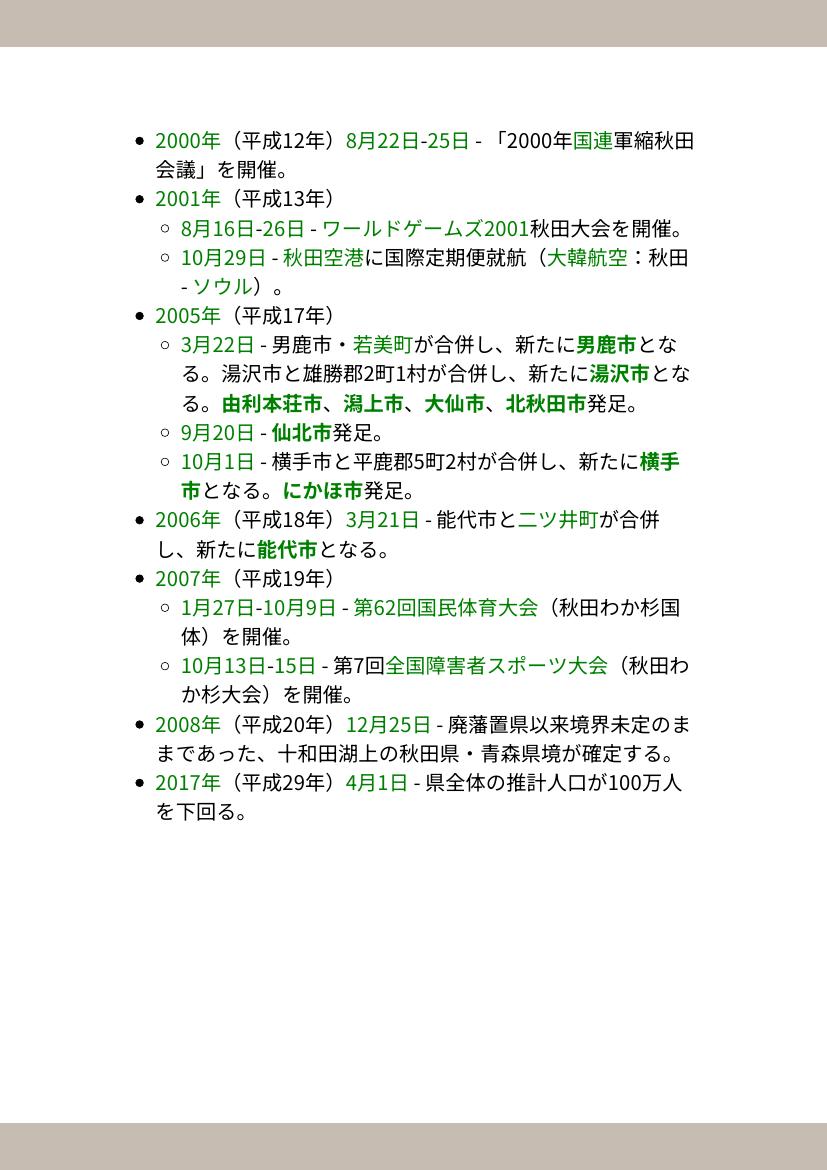 2000年（平成12年）8月22日-25日 - 「2000年国連軍縮秋田
会議」を開催。
2001年（平成13年）
8月16日-26日 - ワールドゲームズ2001秋田大会を開催。
10月29日 - 秋田空港に国際定期便就航（大韓航空：秋田
- ソウル）。
2005年（平成17年）
3月22日 - 男鹿市・若美町が合併し、新たに男鹿市とな
る。湯沢市と雄勝郡2町1村が合併し、新たに湯沢市とな
る。由利本荘市、潟上市、大仙市、北秋田市発足。
9月20日 - 仙北市発足。
10月1日 - 横手市と平鹿郡5町2村が合併し、新たに横手
市となる。にかほ市発足。
2006年（平成18年）3月21日 - 能代市と二ツ井町が合併
し、新たに能代市となる。
2007年（平成19年）
1月27日-10月9日 - 第62回国民体育大会（秋田わか杉国
体）を開催。
10月13日-15日 - 第7回全国障害者スポーツ大会（秋田わ
か杉大会）を開催。
2008年（平成20年）12月25日 - 廃藩置県以来境界未定のま
まであった、十和田湖上の秋田県・青森県境が確定する。
2017年（平成29年）4月1日 - 県全体の推計人口が100万人
を下回る。